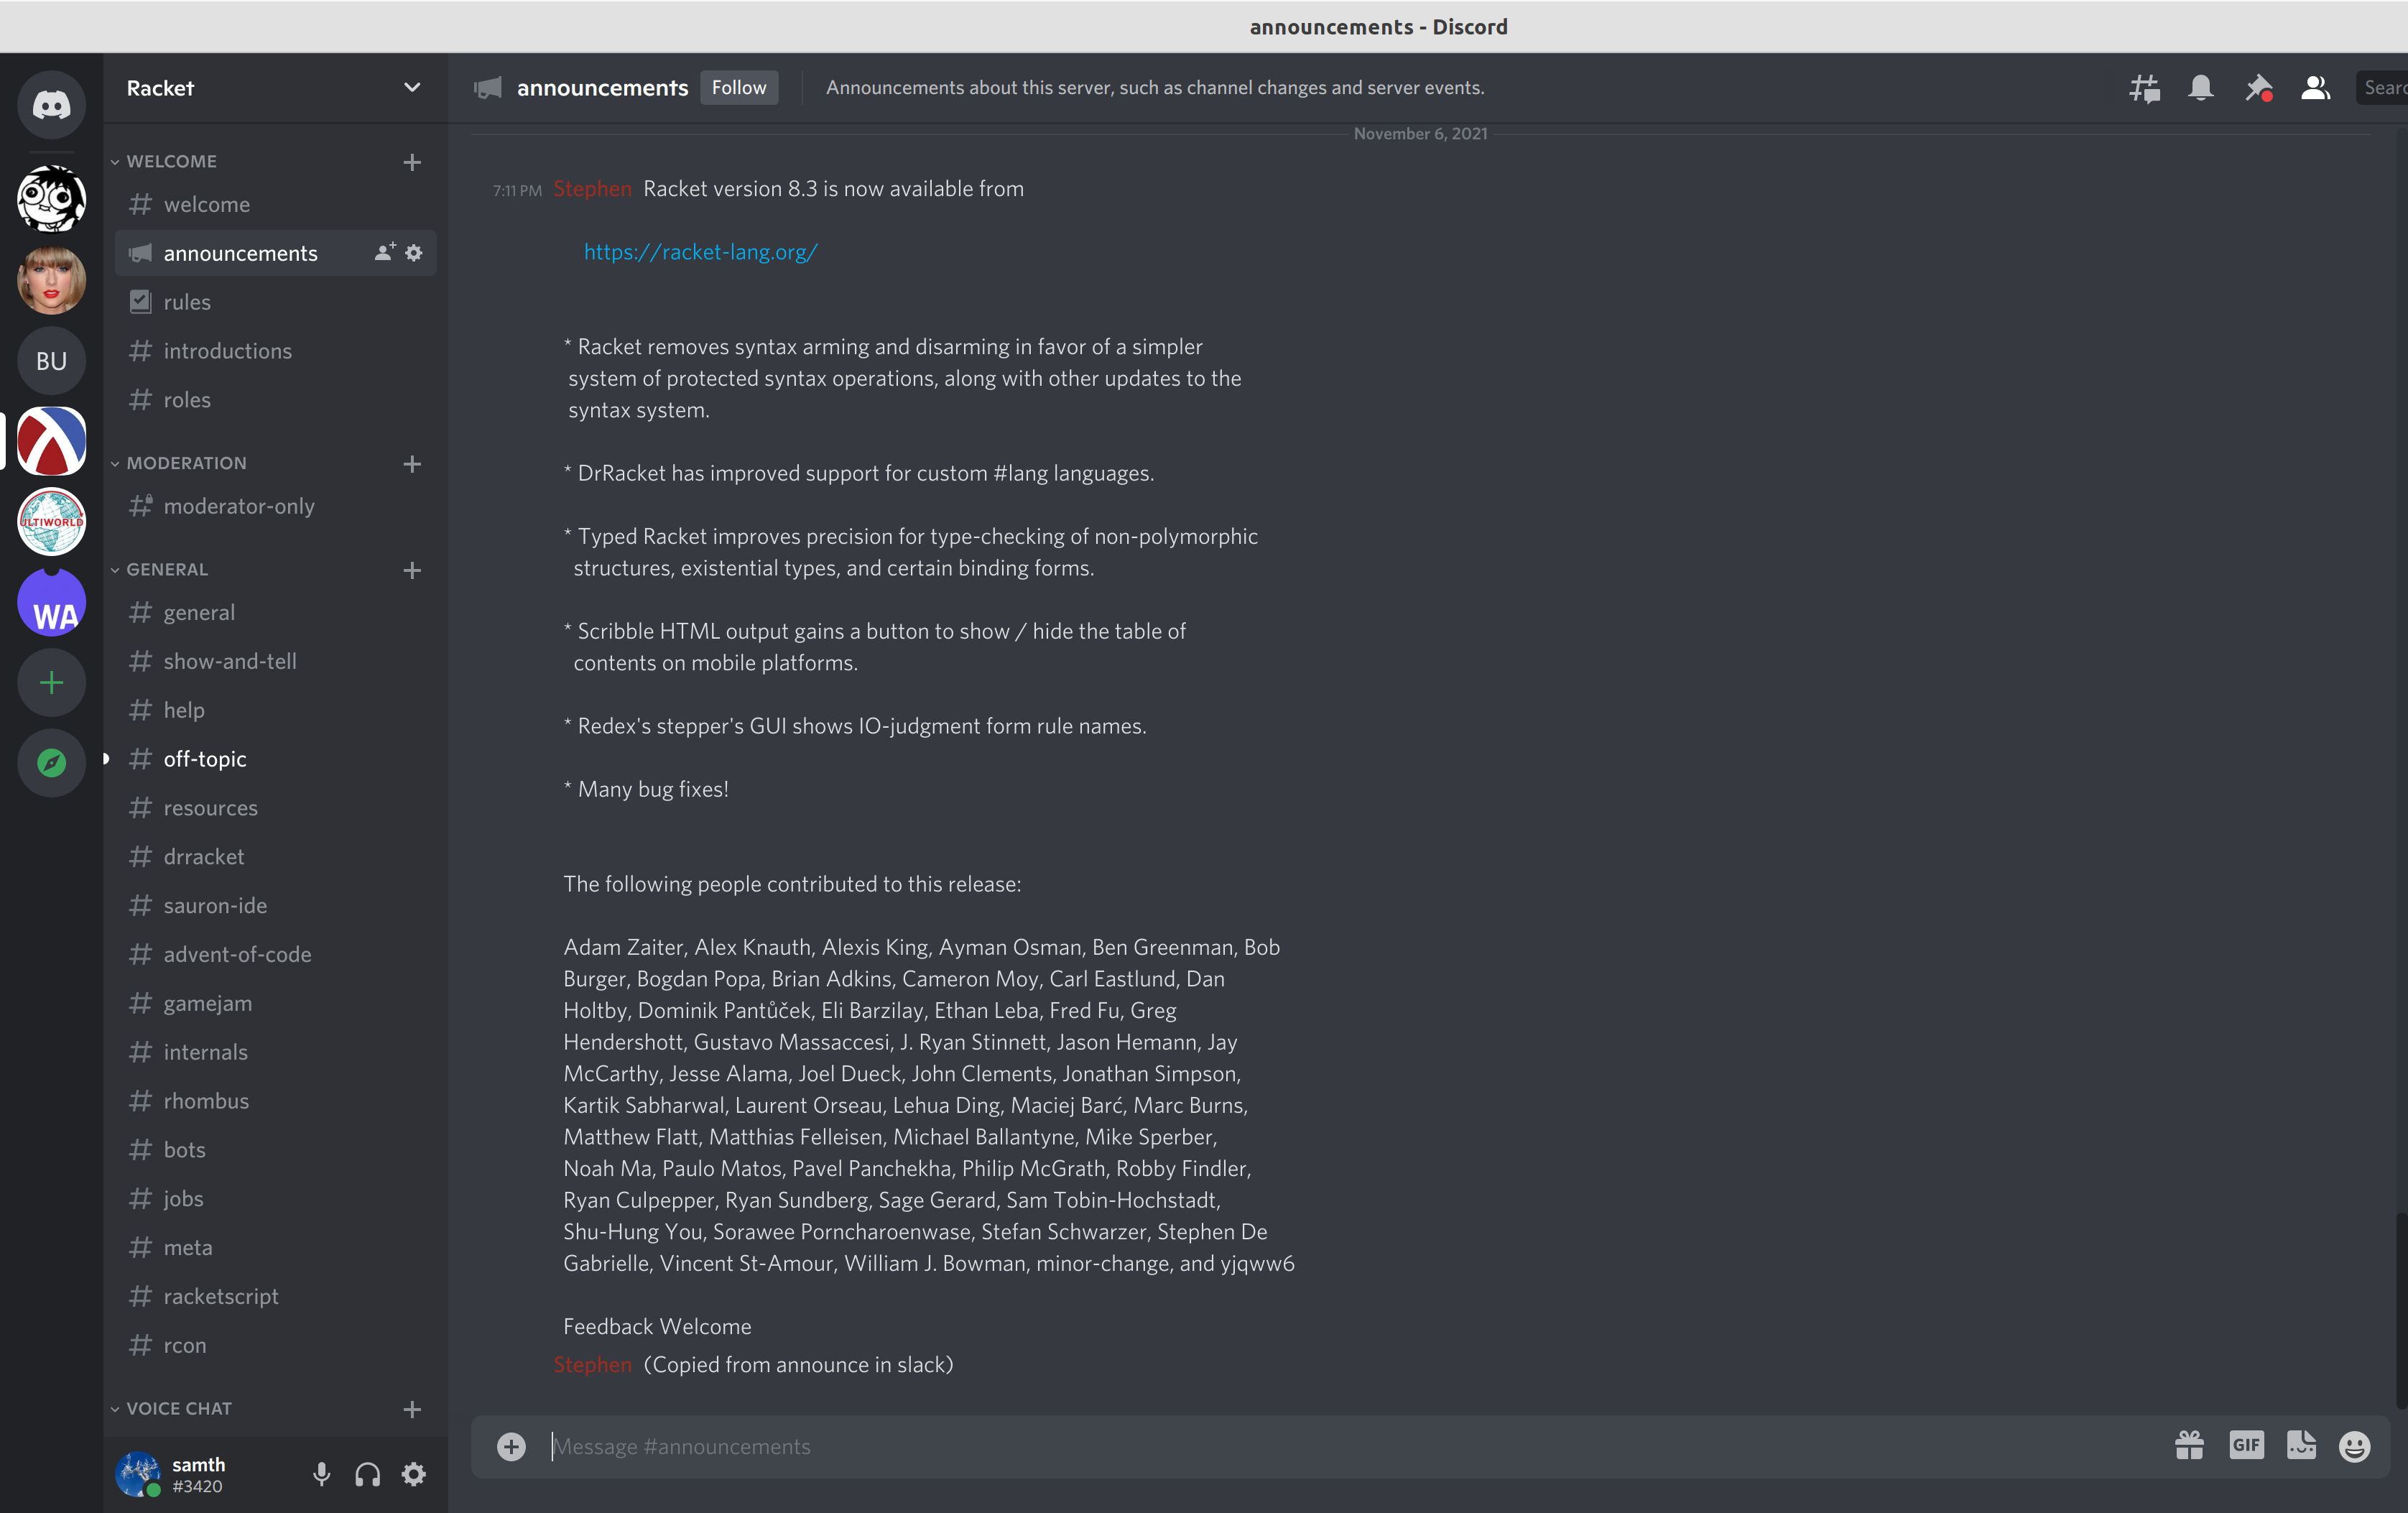 announcements - Discord
Racket
announcements Follow Announcements about this server, such as channel changes and server events.
Searc
WELCOME
welcome
announcements
rules
introductions
roles
MODERATION
moderator-only
GENERAL
general
show-and-tell
help
off-topic
resources
drracket
sauron-ide
advent-of-code
gamejam
internals
rhombus
bots
jobs
meta
racketscript
rcon
VOICE CHAT
samth
#3420
BU
ULTIWORLD
WA
November 6, 2021
7:11 PM Stephen Racket version 8.3 is now available from
https://racket-lang.org/
* Racket removes syntax arming and disarming in favor of a simpler
system of protected syntax operations, along with other updates to the
syntax system.
* DrRacket has improved support for custom #lang languages.
* Typed Racket improves precision for type-checking of non-polymorphic
structures, existential types, and certain binding forms.
* Scribble HTML output gains a button to show / hide the table of
contents on mobile platforms.
* Redex's stepper's GUI shows IO-judgment form rule names.
* Many bug fixes!
The following people contributed to this release:
Adam Zaiter, Alex Knauth, Alexis King, Ayman Osman, Ben Greenman, Bob
Burger, Bogdan Popa, Brian Adkins, Cameron Moy, Carl Eastlund, Dan
Holtby, Dominik Pantůček, Eli Barzilay, Ethan Leba, Fred Fu, Greg
Hendershott, Gustavo Massaccesi, J. Ryan Stinnett, Jason Hemann, Jay
McCarthy, Jesse Alama, Joel Dueck, John Clements, Jonathan Simpson,
Kartik Sabharwal, Laurent Orseau, Lehua Ding, Maciej Barć, Marc Burns,
Matthew Flatt, Matthias Felleisen, Michael Ballantyne, Mike Sperber,
Noah Ma, Paulo Matos, Pavel Panchekha, Philip McGrath, Robby Findler,
Ryan Culpepper, Ryan Sundberg, Sage Gerard, Sam Tobin-Hochstadt,
Shu-Hung You, Sorawee Porncharoenwase, Stefan Schwarzer, Stephen De
Gabrielle, Vincent St-Amour, William J. Bowman, minor-change, and yjqww6
Feedback Welcome
Stephen (Copied from announce in slack)
Message #announcements
GIF